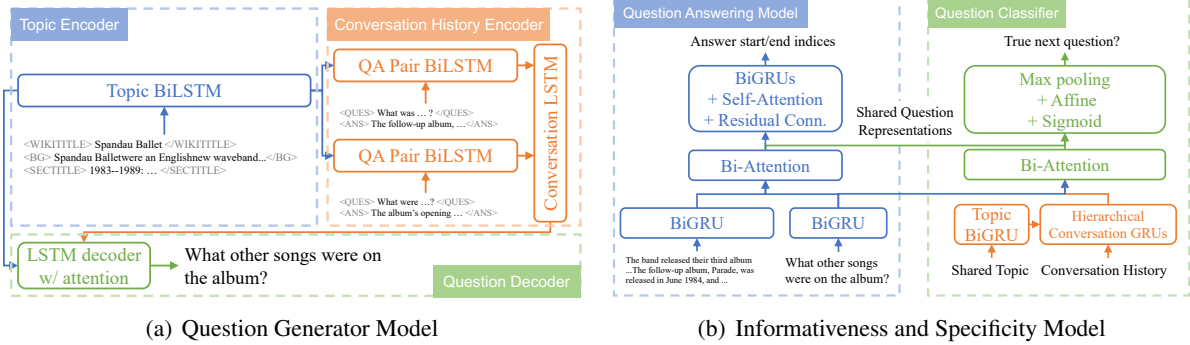 Topic Encoder
Conversation History Encoder
Topic BiLSTM
<WIKITITLE> Spandau Ballet </WIKITITLEW>
<BG> Spandau Balletwere an Englishnew waveband...</BG>
<SECTITLE> 1983--1989: … </SECTITLE>
QA Pair BiLSTM
<QUES> What was … ? </QUES>
<ANS> The follow-up album, … </ANS>
QA Pair BiLSTM
<QUES> What were …? </QUES>
<ANS> The album's opening … </ANS>
Conversation LSTM
LSTM decoder
w/ attention
What other songs were on
the album?
Question Decoder
(a) Question Generator Model
Question Answering Model
Question Classifier
Answer start/end indices
True next question?
BiGRUs
+ Self-Attention
+ Residual Conn.
Shared Question
Representations
Max pooling
+ Affine
+ Sigmoid
Bi-Attention
Bi-Attention
BiGRU
BiGRU
Topic
BiGRU
Hierarchical
Conversation GRUs
The band released their third album
...The follow-up album, Parade, was
released in June 1984, and ...
What other songs
were on the album?
Shared Topic
Conversation History
(b) Informativeness and Specificity Model